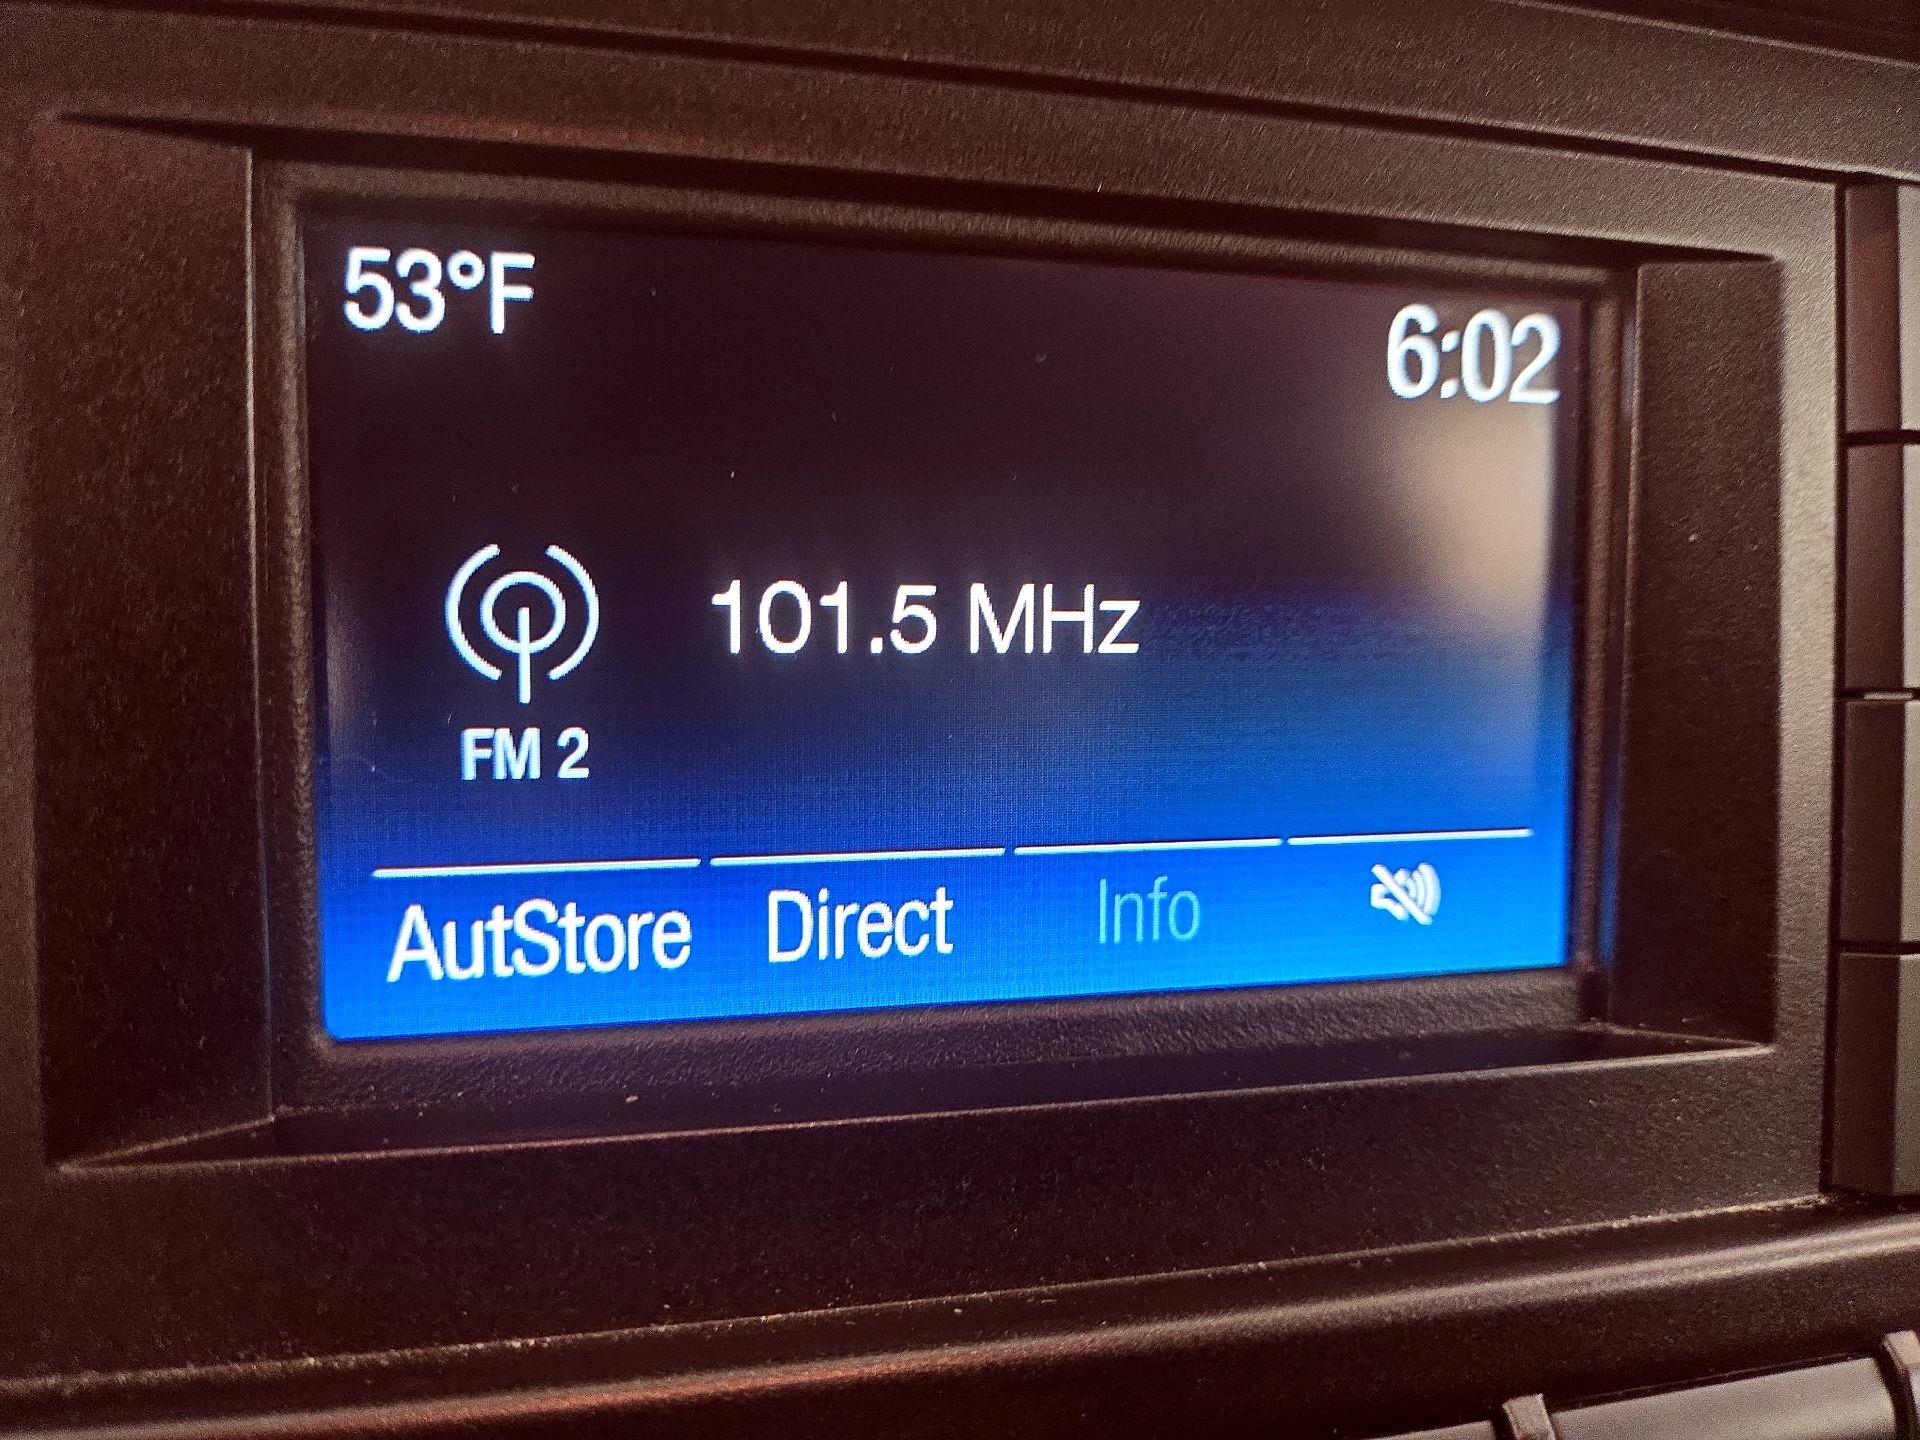 53°F
6:02
101.5 MHz
FM 2
AutStore Direct Info